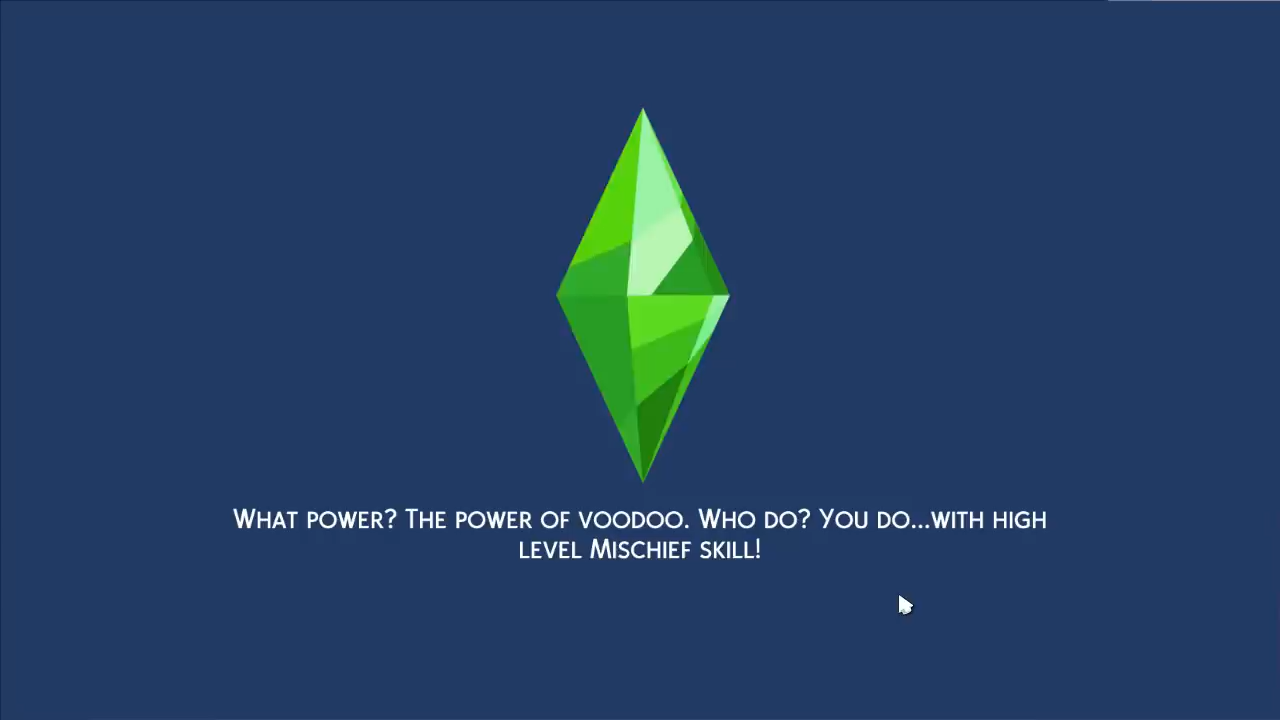 What power? The power of voodoo. Who do? You do...with high
level Mischief skill!